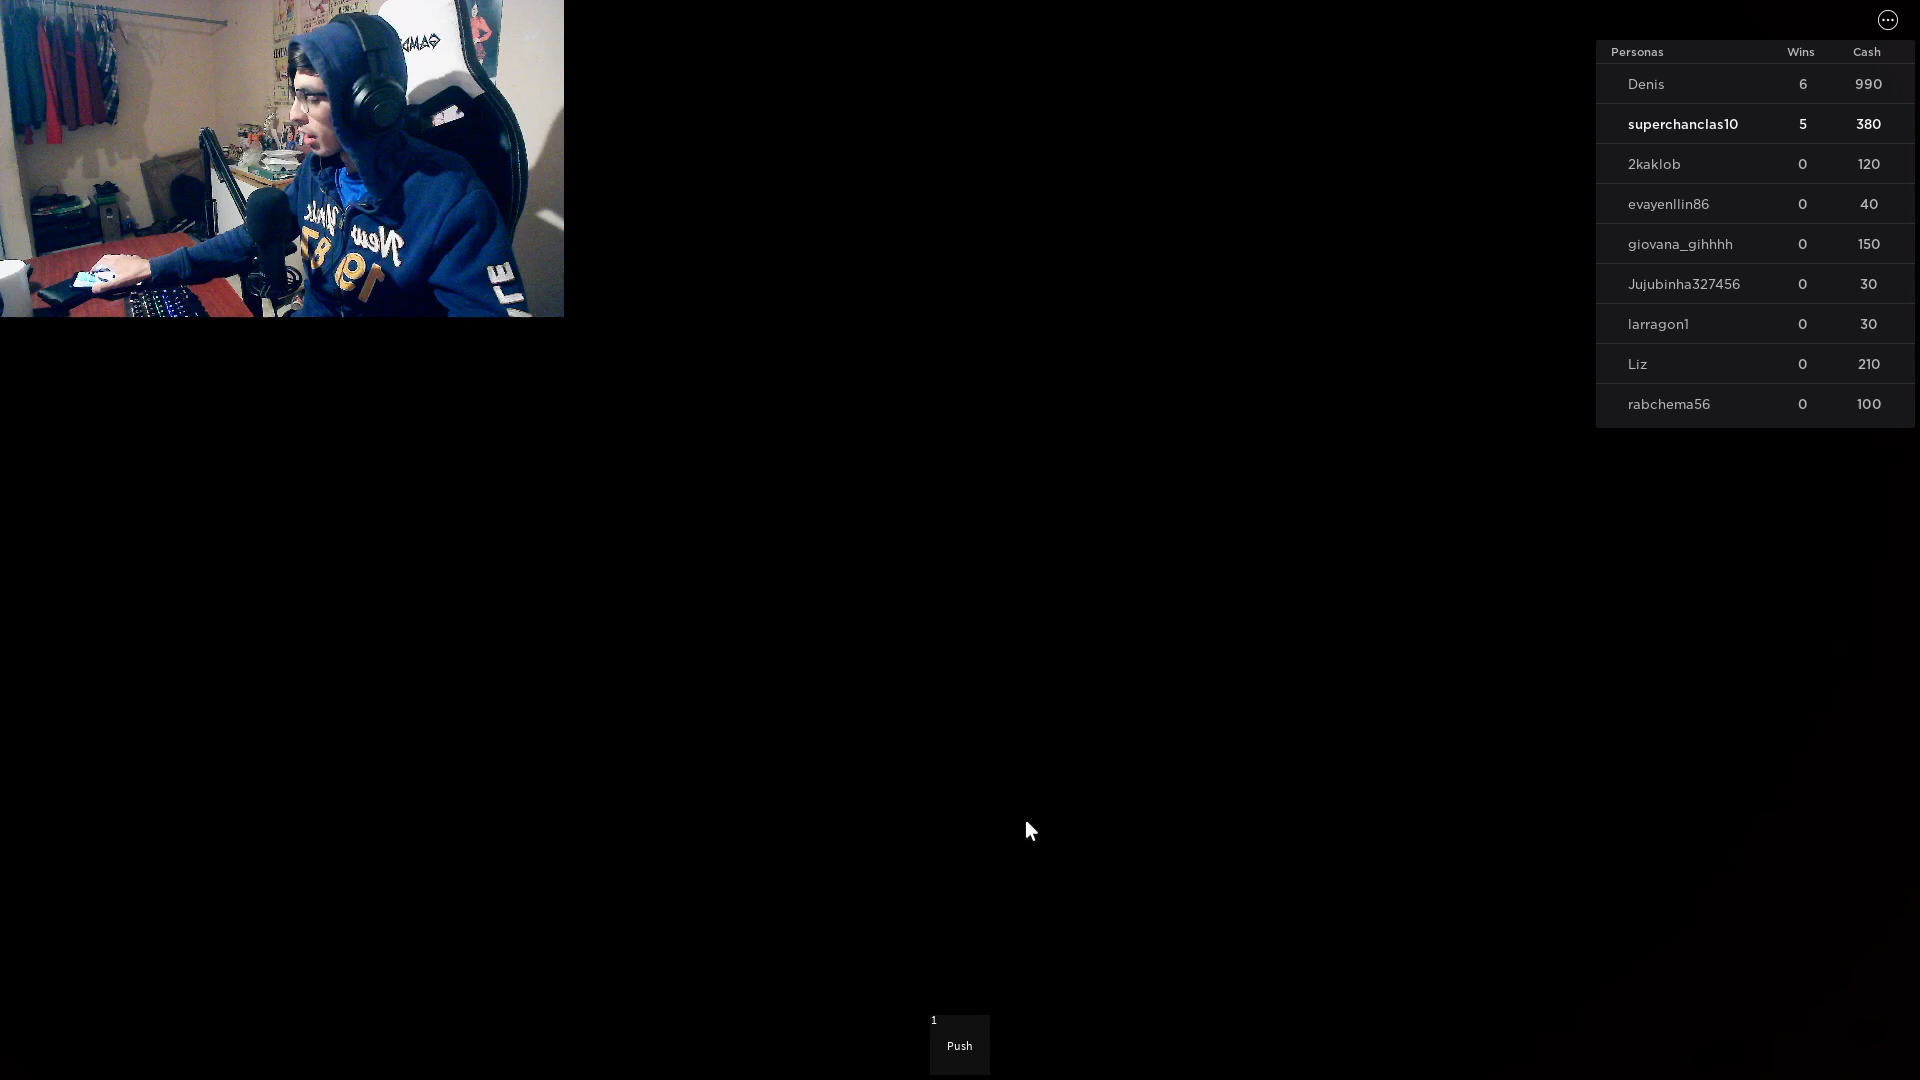 Personas Wins Cash
Denis 6 990
superchanclas10 5 380
2kaklob 0 120
evayenllin86 0 40
giovana_gihhhh 0 150
Jujubinha327456 0 30
larragon1 0 30
Liz 0 210
rabchema56 0 100
New
1
Push